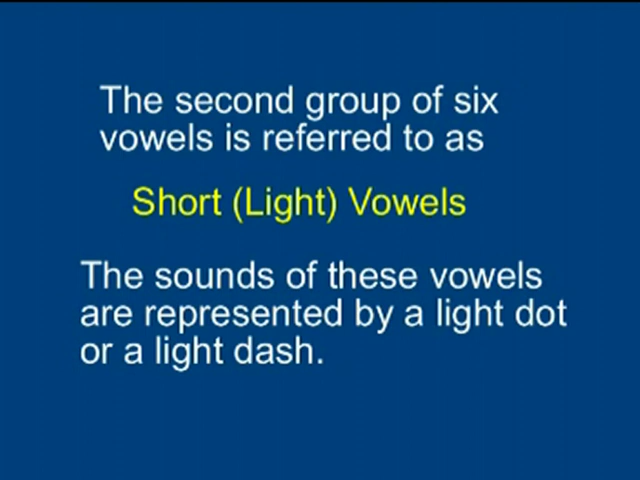 The second group of six
vowels is referred to as
Short (Light) Vowels
The sounds of these vowels
are represented by a light dot
or a light dash.